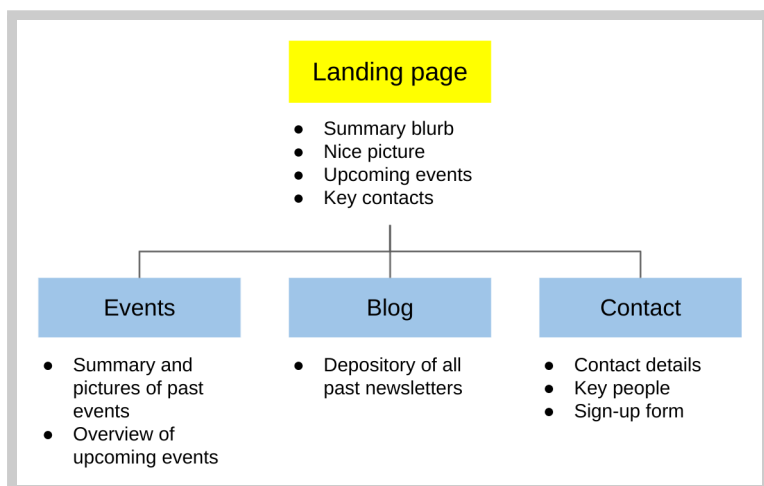 Landing page
● Summary blurb
● Nice picture
● Upcoming events
● Key contacts
Events
● Summary and
pictures of past
events
● Overview of
upcoming events
Blog
● Depository of all
past newsletters
Contact
● Contact details
● Key people
● Sign-up form